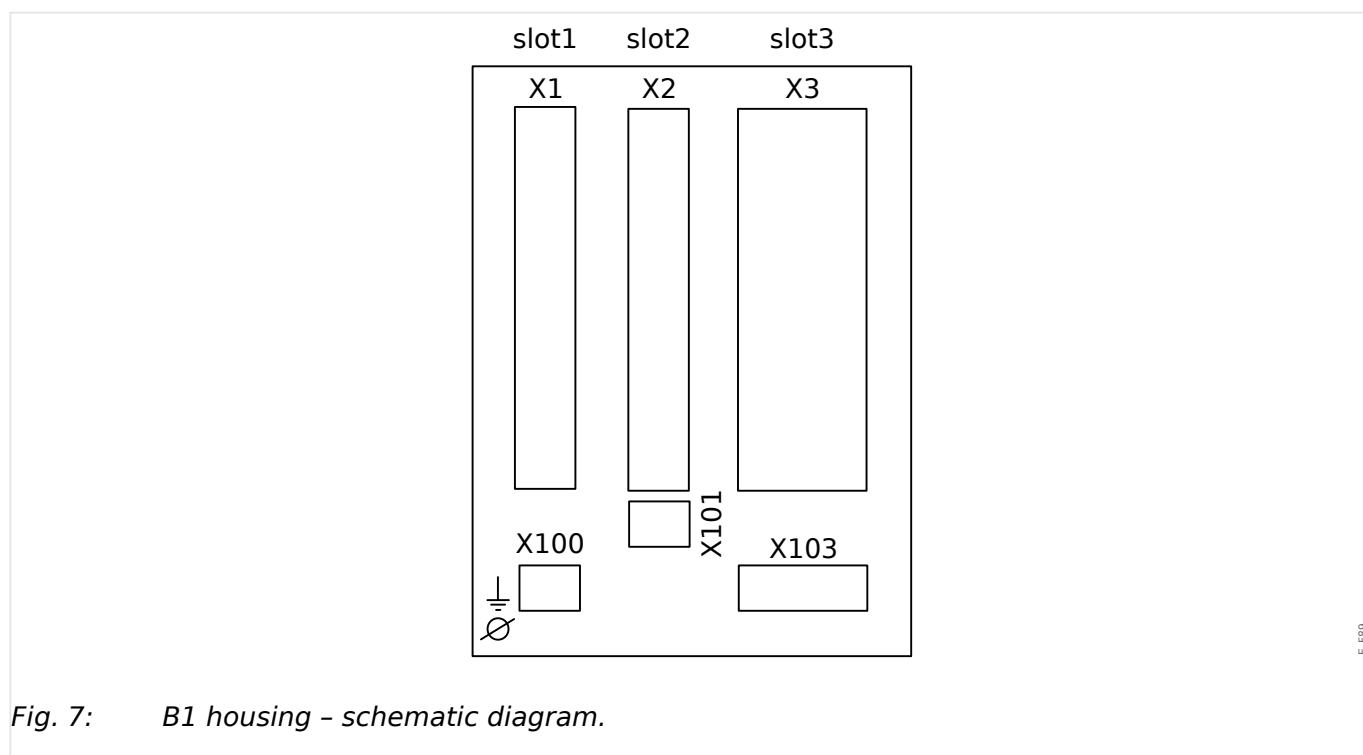 slot1 slot2 slot3
X1 X2 X3
X101
X100 X103
Fig. 7: B1 housing – schematic diagram.